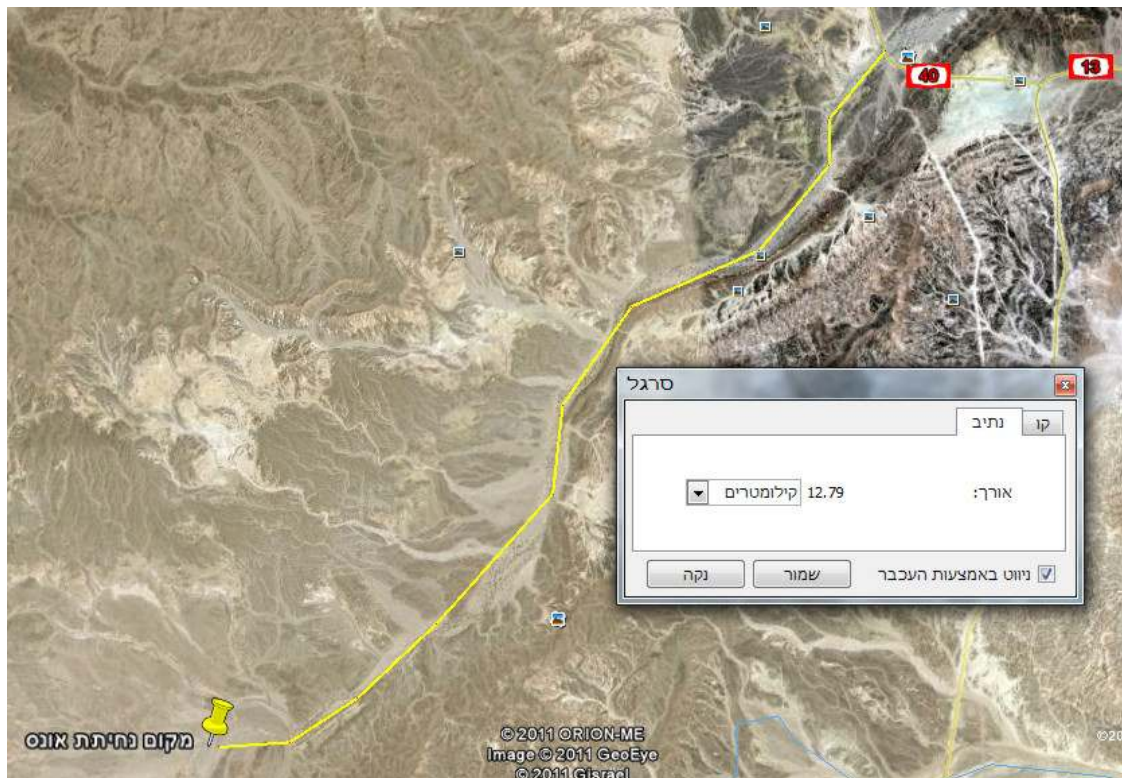 40
13
סרגל
קו
נתיב
אורך:
12.79
קילומטרים
ניווט באמצעות העכבר
שמור
נקה
מקום נחיתת אונס
© 2011 ORION-ME
Image © 2011 GeoEye
© 2011 Gisrael